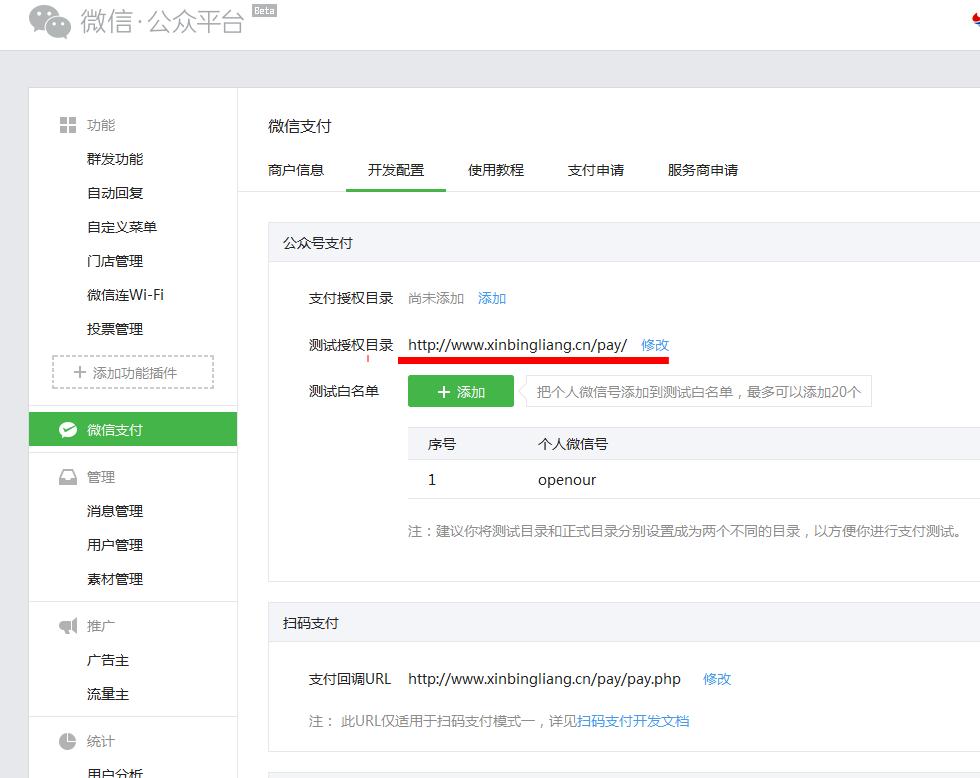 微信·公众平台 Beta
功能
群发功能
自动回复
自定义菜单
门店管理
微信连Wi-Fi
投票管理
添加功能插件
微信支付
管理
消息管理
用户管理
素材管理
推广
广告主
流量主
统计
用户分析
微信支付
商户信息 开发配置 使用教程 支付申请 服务商申请
公众号支付
支付授权目录 尚未添加 添加
测试授权目录 http://www.xinbingliang.cn/pay/ 修改
测试白名单 添加 把个人微信号添加到测试白名单，最多可以添加20个
序号 个人微信号
1 openour
注：建议你将测试目录和正式目录分别设置成为两个不同的目录，以方便你进行支付测试。
扫码支付
支付回调URL http://www.xinbingliang.cn/pay/pay.php 修改
注： 此URL仅适用于扫码支付模式一，详见扫码支付开发文档